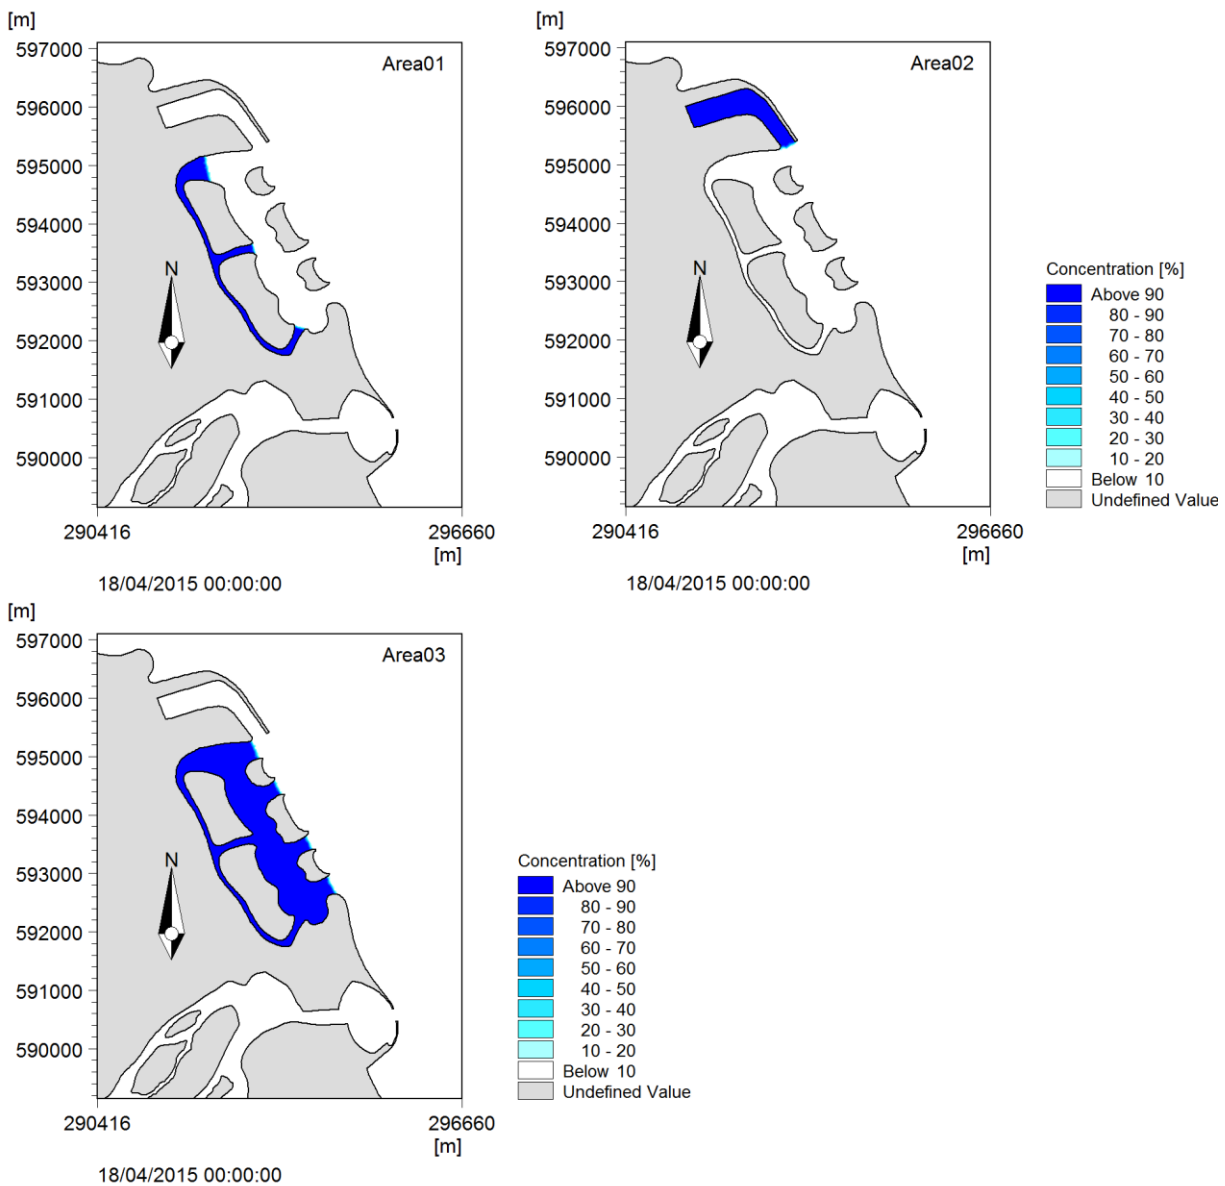 [m]
597000
Area01
596000
595000
594000
593000
N
592000
591000
590000
290416
296660
[m]
18/04/2015 00:00:00
[m]
597000
Area02
596000
595000
594000
593000
N
592000
591000
590000
290416
296660
[m]
18/04/2015 00:00:00
Concentration [%]
Above 90
80 - 90
70 - 80
60 - 70
50 - 60
40 - 50
30 - 40
20 - 30
10 - 20
Below 10
Undefined Value
[m]
597000
Area03
596000
595000
594000
593000
N
592000
591000
590000
290416
296660
[m]
18/04/2015 00:00:00
Concentration [%]
Above 90
80 - 90
70 - 80
60 - 70
50 - 60
40 - 50
30 - 40
20 - 30
10 - 20
Below 10
Undefined Value